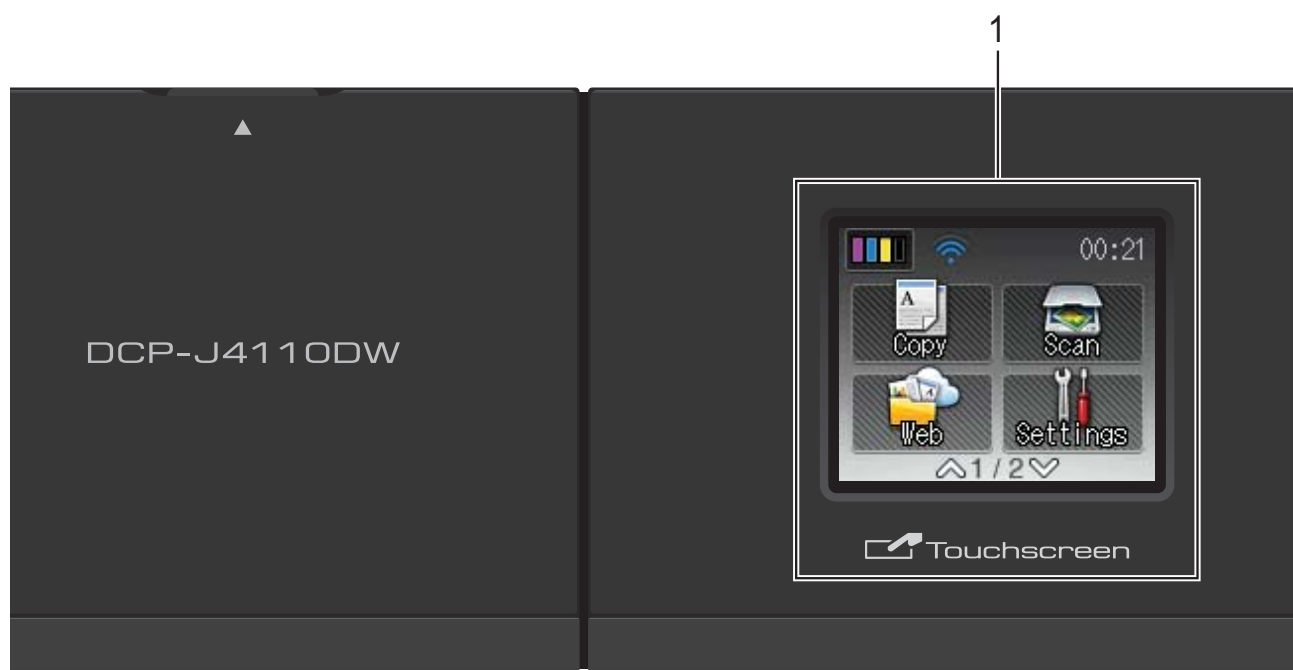 1
DCP-J4110DW
00:21
A
Copy
Scan
A
Web
Settings
1 / 2
Touchscreen